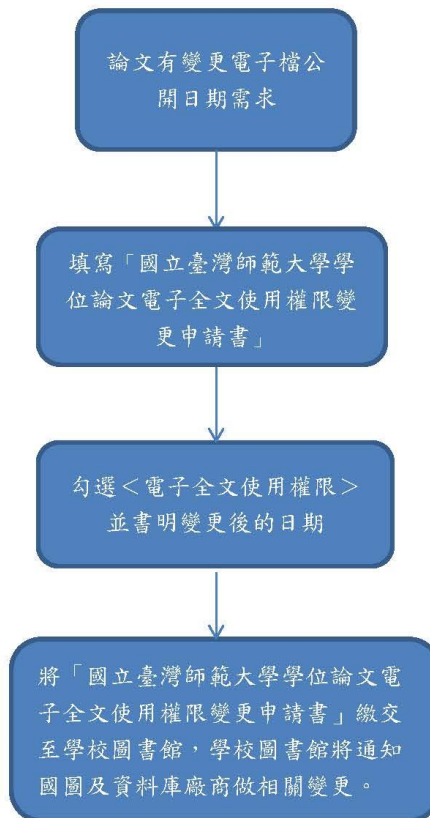 論文有變更電子檔公
開日期需求
填寫「國立臺灣師範大學學
位論文電子全文使用權限變
更申請書」
勾選＜電子全文使用權限＞
並書明變更後的日期
將「國立臺灣師範大學學位論文電
子全文使用權限變更申請書」繳交
至學校圖書館，學校圖書館將通知
國圖及資料庫廠商做相關變更。